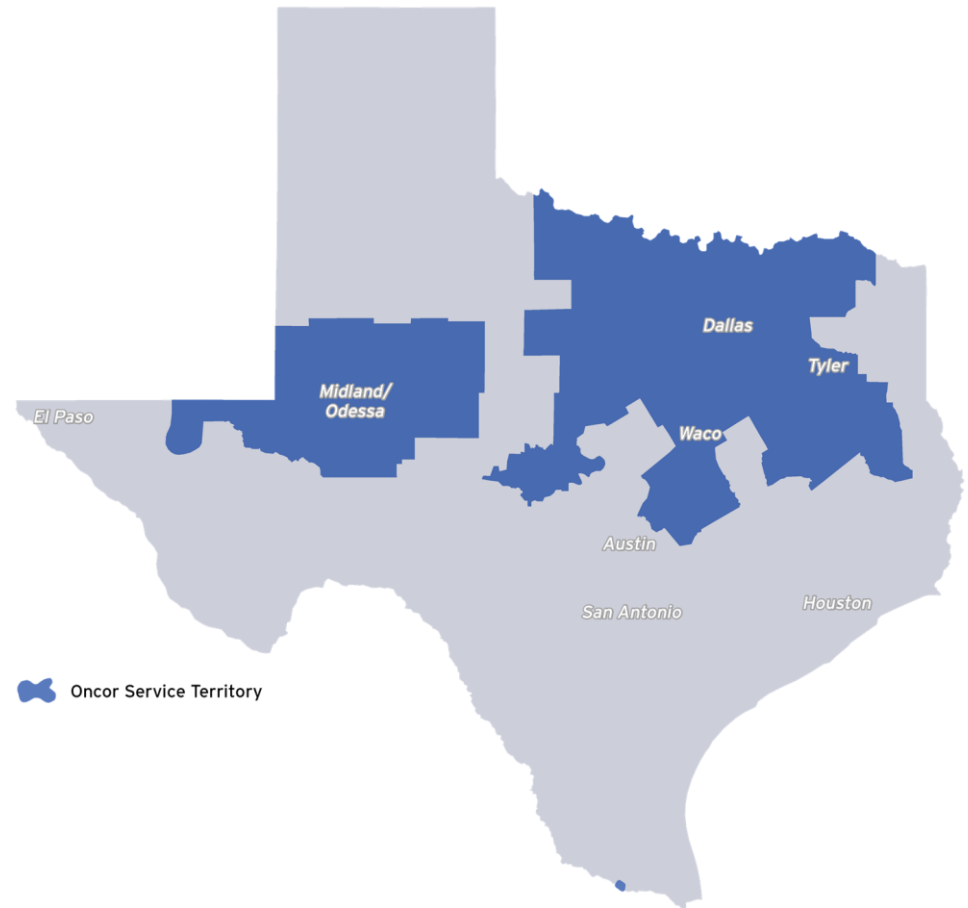 Dallas
Tyler
Midland/
Odessa
El Paso
Waco
Austin
San Antonio
Houston
Oncor Service Territory